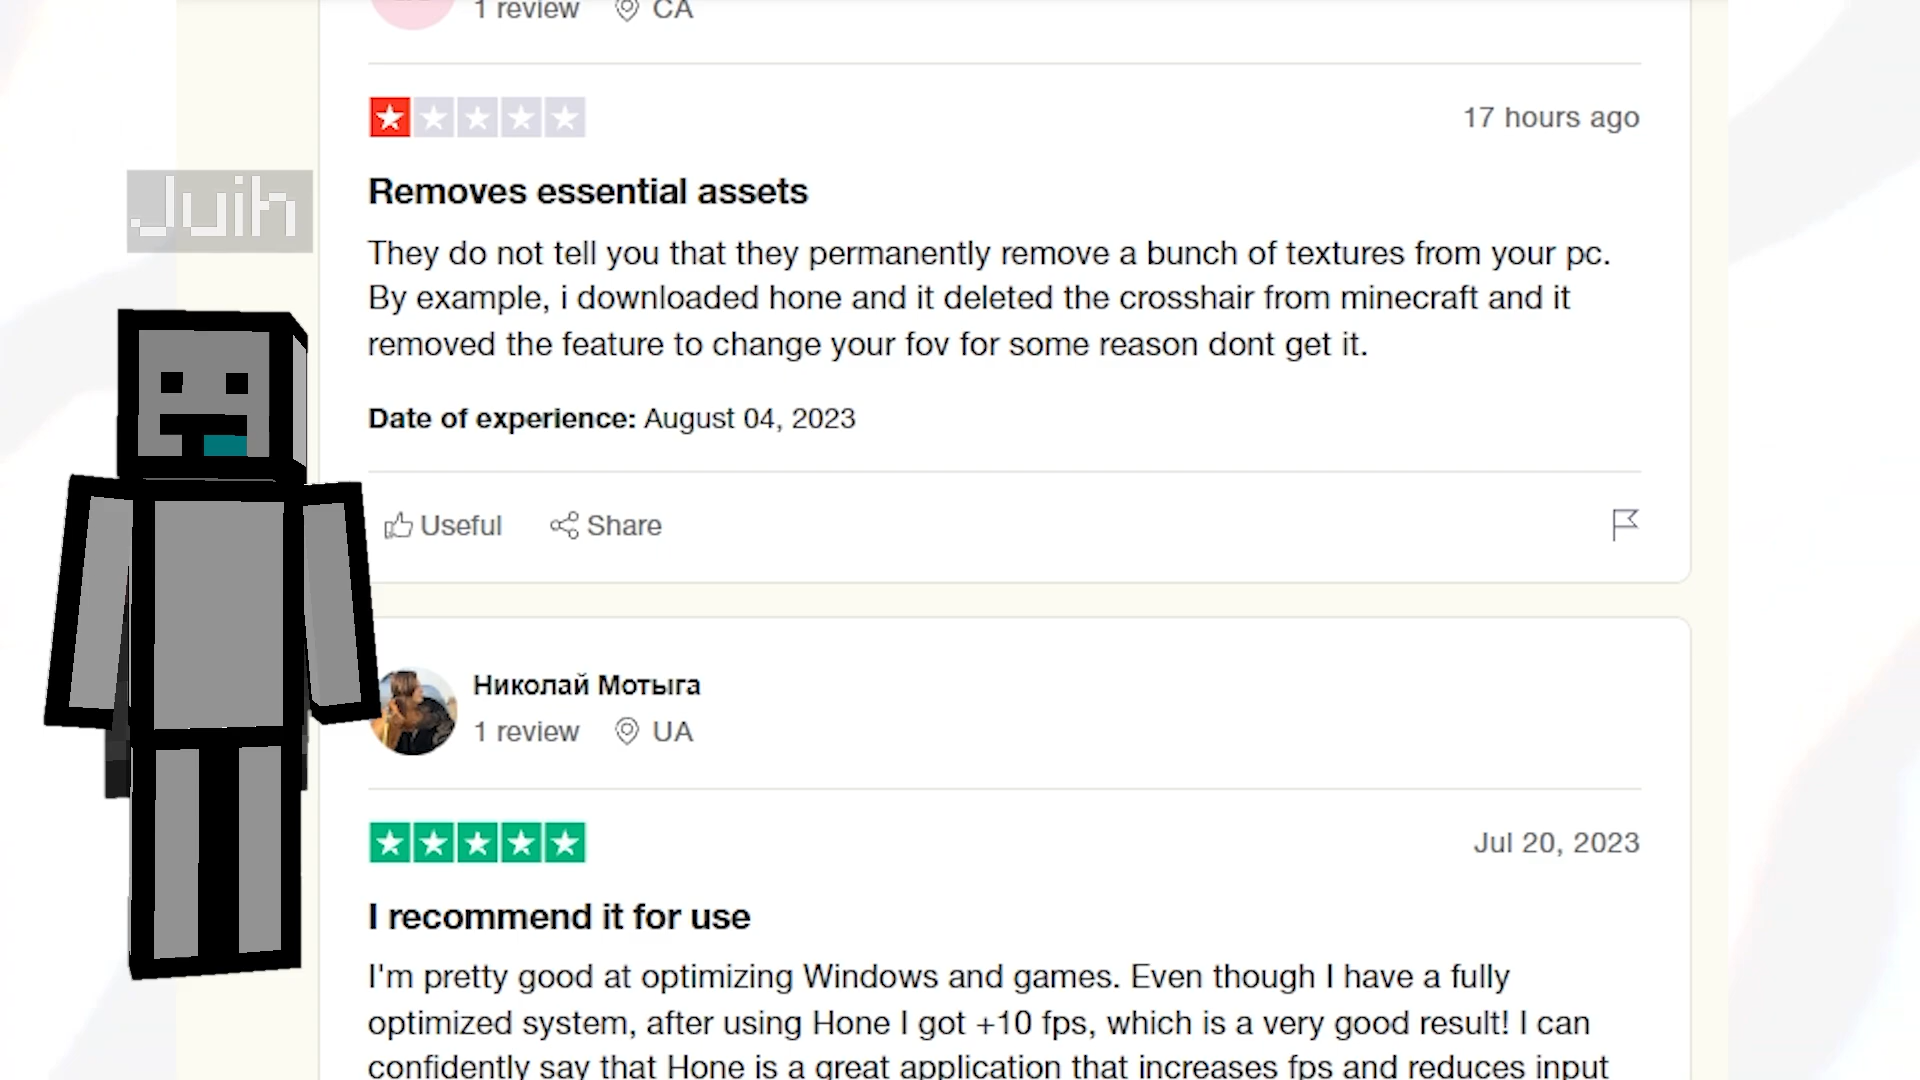 1 review CA
17 hours ago
Juih
Removes essential assets
They do not tell you that they permanently remove a bunch of textures from your pc.
By example, i downloaded hone and it deleted the crosshair from minecraft and it
removed the feature to change your fov for some reason dont get it.
Date of experience: August 04, 2023
Useful Share
Николай Мотыга
1 review UA
Jul 20, 2023
I recommend it for use
I'm pretty good at optimizing Windows and games. Even though I have a fully
optimized system, after using Hone I got +10 fps, which is a very good result! I can
confidently say that Hone is a great application that increases fps and reduces input